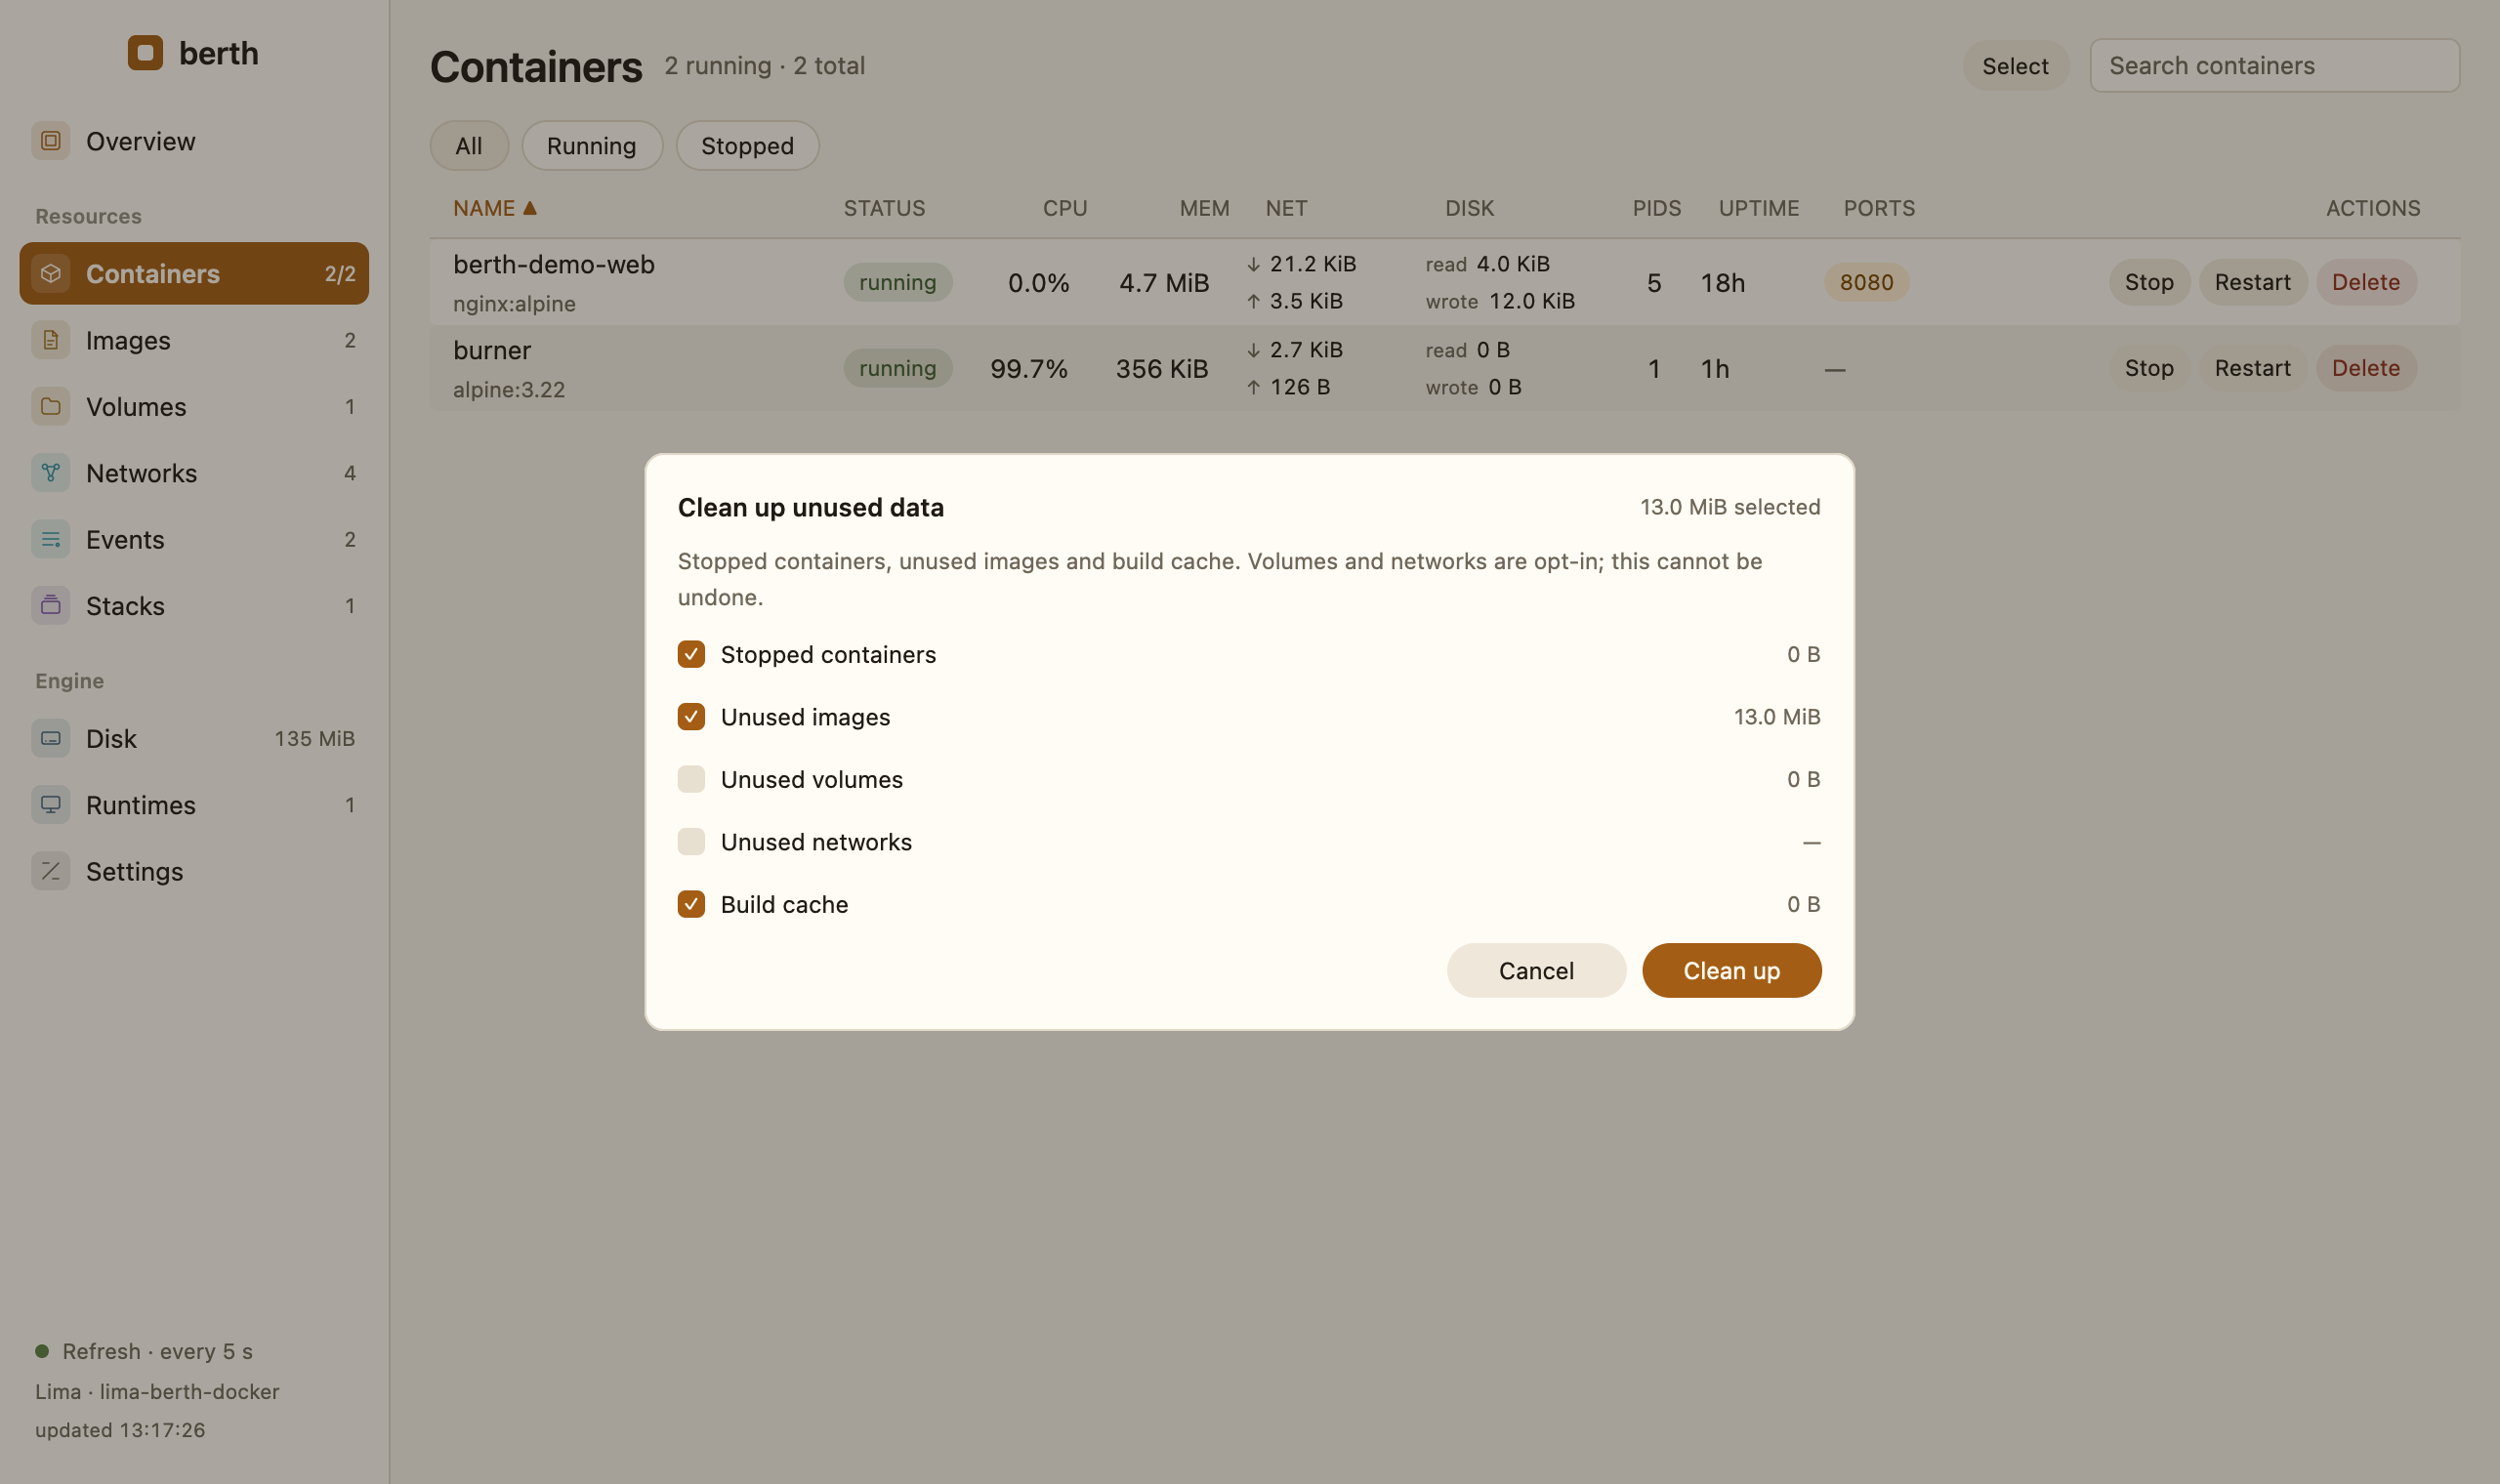 berth
Overview
Resources
Containers 2/2
Images 2
Volumes 1
Networks 4
Events 2
Stacks 1
Engine
Disk 135 MiB
Runtimes 1
Settings
Refresh · every 5 s
Lima · lima-berth-docker
updated 13:17:26
Containers 2 running · 2 total
Select
Search containers
All Running Stopped
NAME ▲ STATUS CPU MEM NET DISK PIDS UPTIME PORTS ACTIONS
berth-demo-web
nginx:alpine
running 0.0% 4.7 MiB
↓ 21.2 KiB
↑ 3.5 KiB
read 4.0 KiB
wrote 12.0 KiB
5 18h 8080 Stop Restart Delete
burner
alpine:3.22
running 99.7% 356 KiB
↓ 2.7 KiB
↑ 126 B
read 0 B
wrote 0 B
1 1h — Stop Restart Delete
Clean up unused data 13.0 MiB selected
Stopped containers, unused images and build cache. Volumes and networks are opt-in; this cannot be
undone.
Stopped containers 0 B
Unused images 13.0 MiB
Unused volumes 0 B
Unused networks —
Build cache 0 B
Cancel Clean up